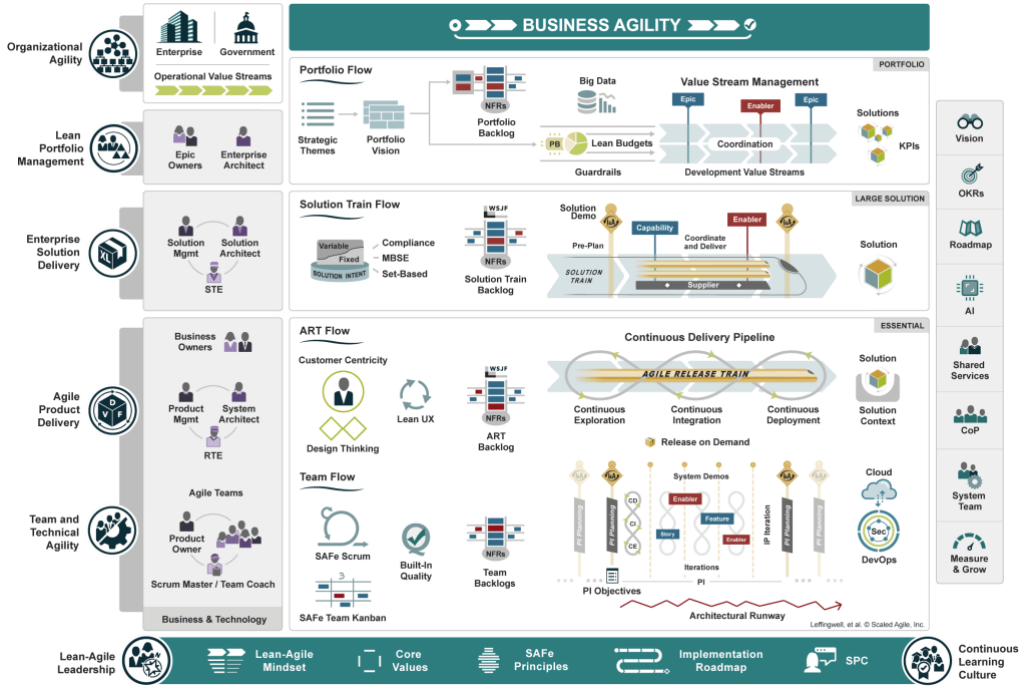 BUSINESS AGILITY
Organizational
Agility
Enterprise
Government
Operational Value Streams
Lean
Portfolio
Management
Epic
Owners
Enterprise
Architect
PORTFOLIO
Portfolio Flow
Strategic
Themes
Portfolio
Vision
NFRs
Portfolio
Backlog
Big Data
PB
Lean Budgets
Guardrails
Value Stream Management
Epic
Enabler
Epic
Coordination
Development Value Streams
Solutions
KPIs
Enterprise
Solution
Delivery
XL
Solution
Mgmt
Solution
Architect
STE
LARGE SOLUTION
Solution Train Flow
Variable
Fixed
SOLUTION INTENT
Compliance
MBSE
Set-Based
WSJF
NFRs
Solution Train
Backlog
Solution
Demo
Pre-Plan
Capability
Coordinate
and Deliver
Enabler
I&A
I&A
SOLUTION
TRAIN
Supplier
Solution
Agile
Product
Delivery
D
V
F
Business
Owners
Product
Mgmt
System
Architect
RTE
ESSENTIAL
ART Flow
Customer Centricity
Design Thinking
Lean UX
WSJF
NFRs
ART
Backlog
Continuous Delivery Pipeline
AGILE RELEASE TRAIN
Continuous
Exploration
Continuous
Integration
Continuous
Deployment
Release on Demand
Solution
Solution
Context
Team and
Technical
Agility
Agile Teams
Product
Owner
Scrum Master / Team Coach
Business & Technology
Team Flow
SAFe Scrum
3
SAFe Team Kanban
Built-In
Quality
NFRs
Team
Backlogs
I&A
I&A
I&A
I&A
PI Planning
PI Planning
CD
CI
CE
System Demos
Story
Enabler
Feature
Enabler
Iterations
IP Iteration
PI Planning
PI Planning
PI
PI Objectives
Architectural Runway
Cloud
Sec
DevOps
Leffingwell, et al. © Scaled Agile, Inc.
Vision
OKRs
Roadmap
AI
Shared
Services
CoP
System
Team
Measure
& Grow
Lean-Agile
Leadership
Lean-Agile
Mindset
Core
Values
SAFe
Principles
Implementation
Roadmap
SPC
Continuous
Learning
Culture